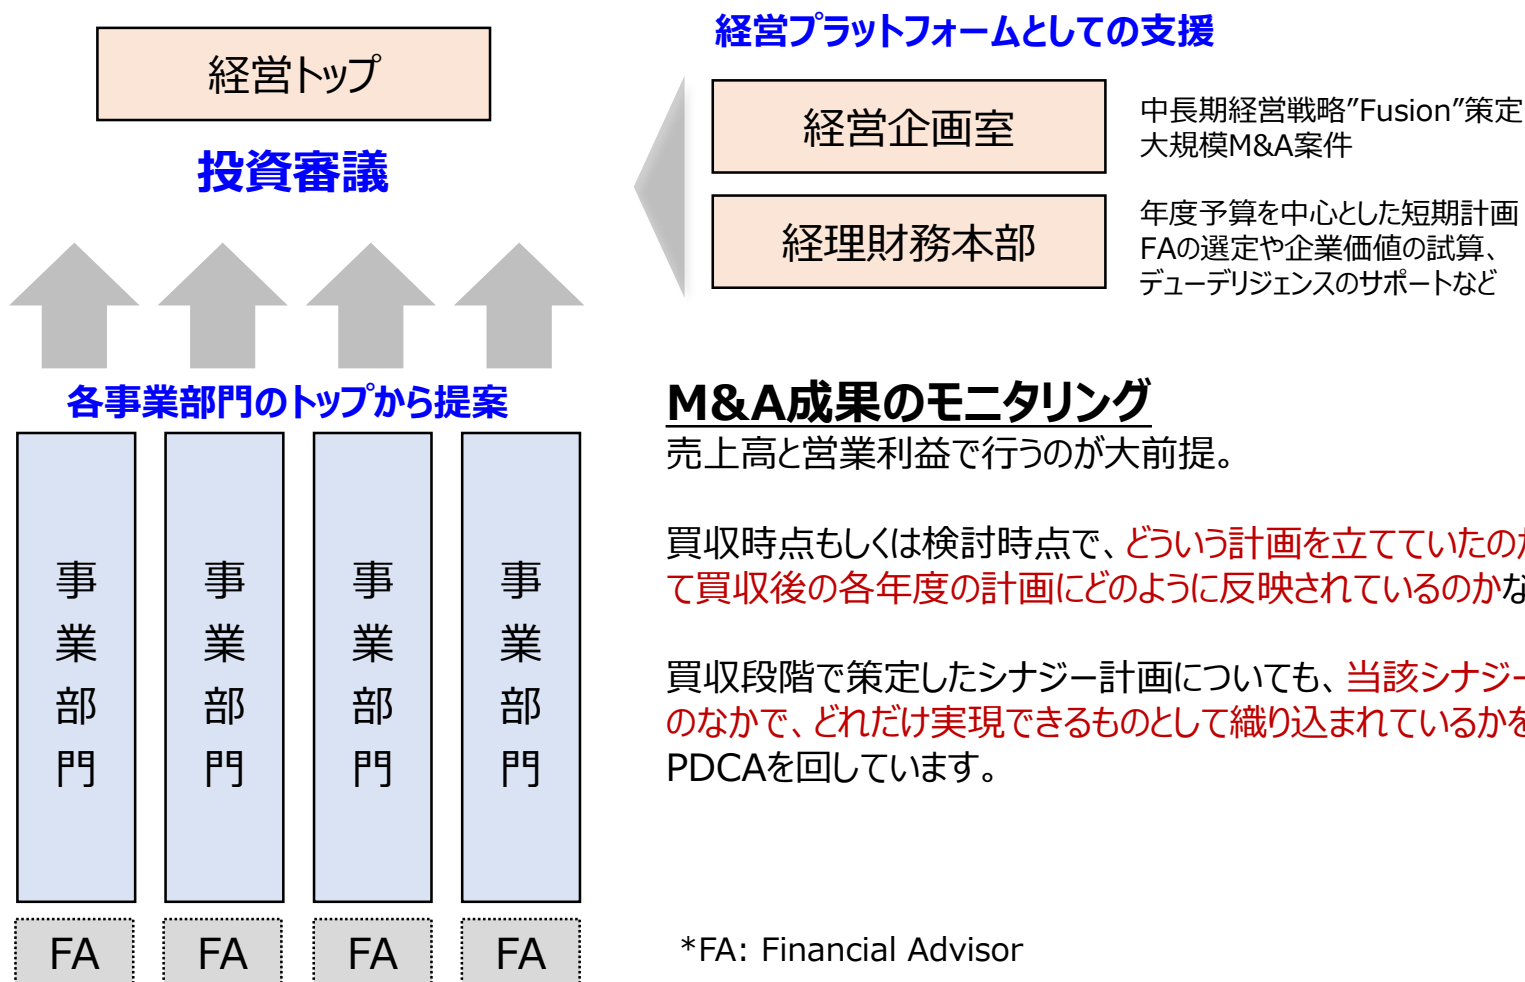 経営トップ
投資審議
経営プラットフォームとしての支援
経営企画室
中長期経営戦略”Fusion”策定
大規模M&A案件
経理財務本部
年度予算を中心とした短期計画
FAの選定や企業価値の試算、
デューデリジェンスのサポートなど
各事業部門のトップから提案
事業部門
事業部門
事業部門
事業部門
FA
FA
FA
FA
M&A成果のモニタリング
売上高と営業利益で行うのが大前提。
買収時点もしくは検討時点で、どういう計画を立てていたの
て買収後の各年度の計画にどのように反映されているのかな
買収段階で策定したシナジー計画についても、当該シナジー
のなかで、どれだけ実現できるものとして織り込まれているかを
PDCAを回しています。
*FA: Financial Advisor